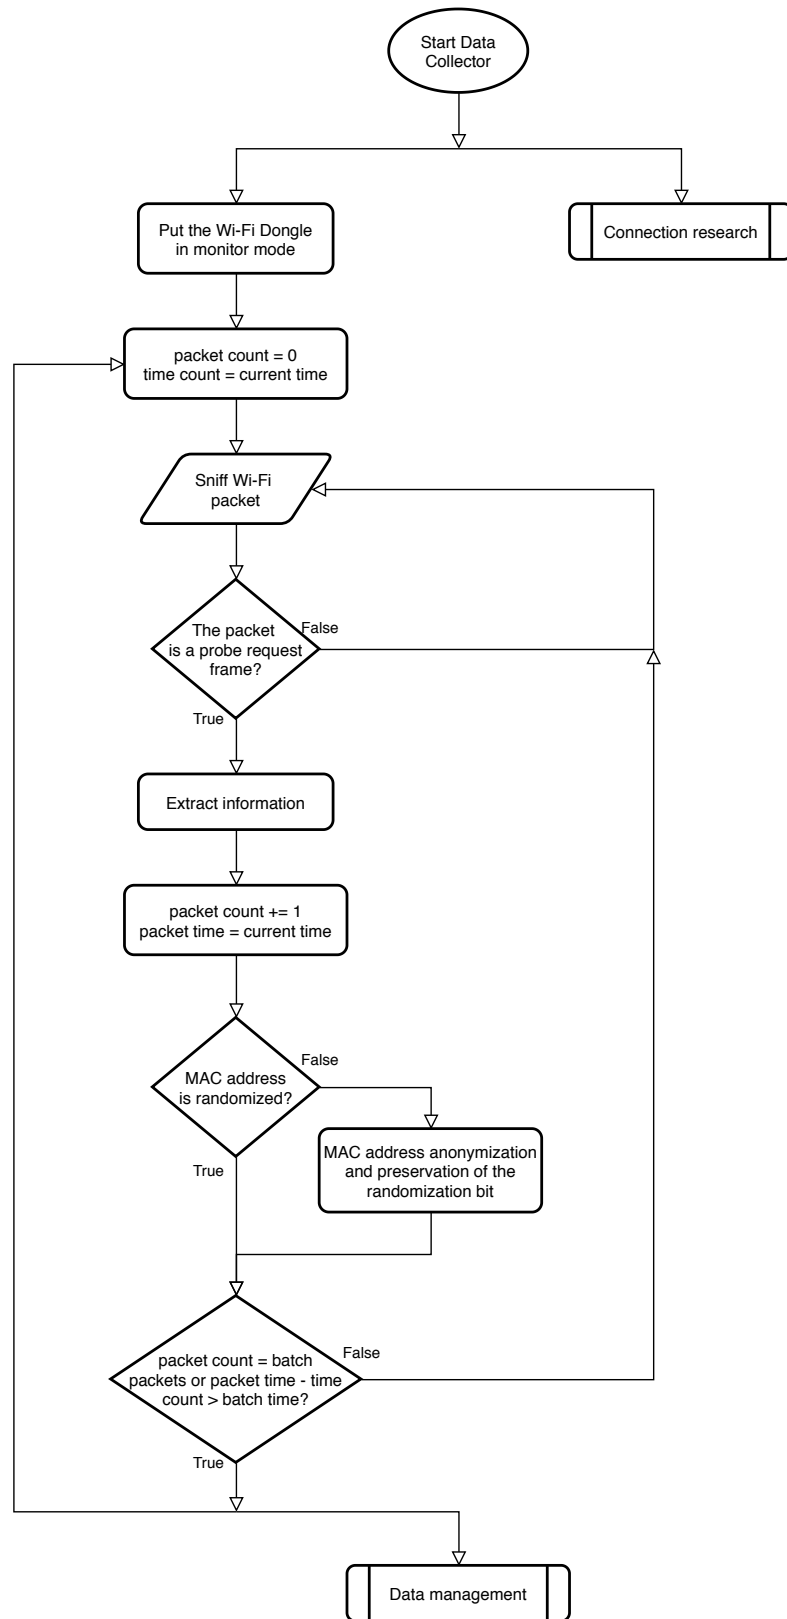 Start Data
Collector
Put the Wi-Fi Dongle
in monitor mode
Connection research
packet count = 0
time count = current time
Sniff Wi-Fi
packet
The packet
is a probe request
frame?
False
True
Extract information
packet count += 1
packet time = current time
MAC address
is randomized?
False
True
MAC address anonymization
and preservation of the
randomization bit
packet count = batch
packets or packet time - time
count > batch time?
False
True
Data management